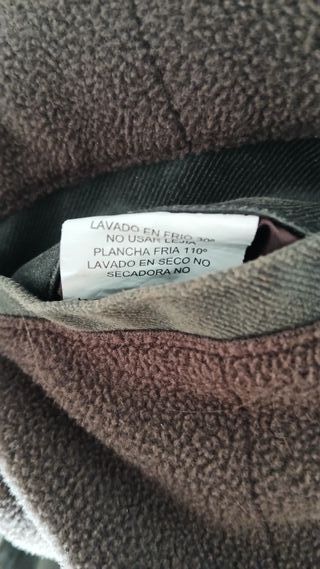 LAVADO EN FRIO 30º
NO USAR LEJIA
PLANCHA FRIA 110º
LAVADO EN SECO NO
SECADORA NO